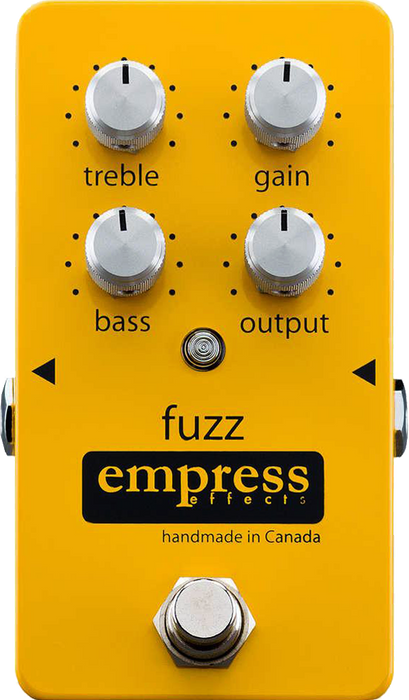 treble gain
bass output
fuzz
empress
effects
handmade in Canada